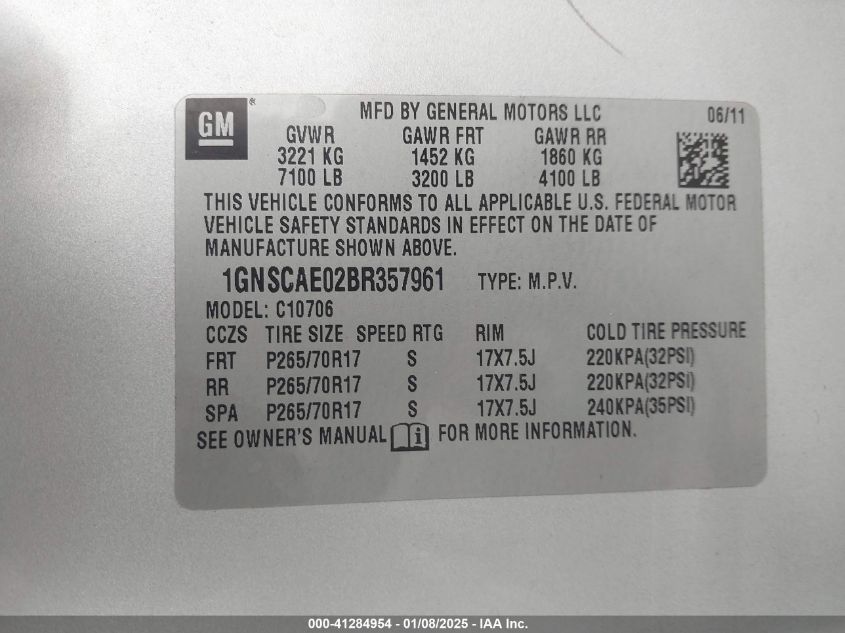 GM®
MFD BY GENERAL MOTORS LLC 06/11
GVWR GAWR FRT GAWR RR
3221 KG 1452 KG 1860 KG
7100 LB 3200 LB 4100 LB
THIS VEHICLE CONFORMS TO ALL APPLICABLE U.S. FEDERAL MOTOR
VEHICLE SAFETY STANDARDS IN EFFECT ON THE DATE OF
MANUFACTURE SHOWN ABOVE.
1GNSCAE02BR357961 TYPE: M.P.V.
MODEL: C10706
CCZS TIRE SIZE SPEED RTG RIM COLD TIRE PRESSURE
FRT P265/70R17 S 17X7.5J 220KPA(32PSI)
RR P265/70R17 S 17X7.5J 220KPA(32PSI)
SPA P265/70R17 S 17X7.5J 240KPA(35PSI)
SEE OWNER'S MANUAL i FOR MORE INFORMATION.
000-41284954 - 01/08/2025 - IAA Inc.